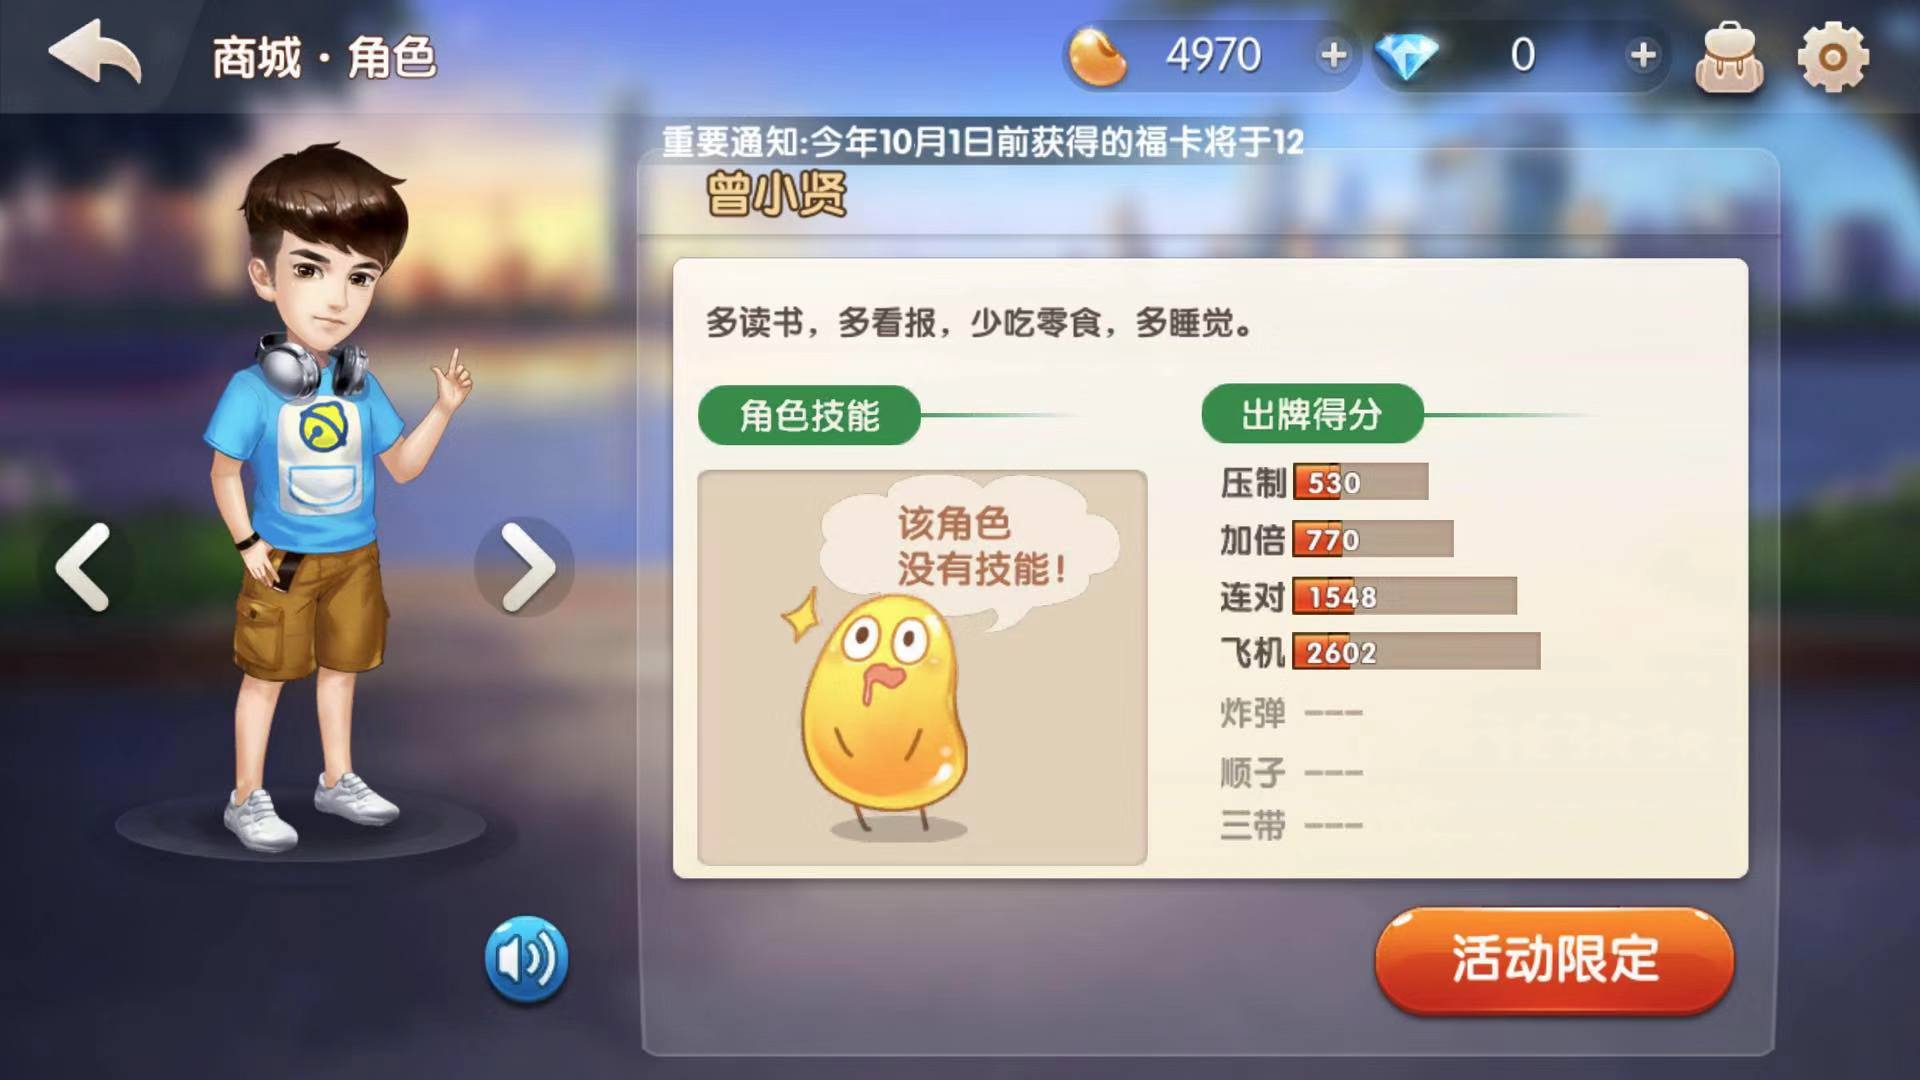 商城·角色
4970
0
重要通知:今年10月1日前获得的福卡将于12
曾小贤
多读书，多看报，少吃零食，多睡觉。
角色技能
该角色
没有技能!
出牌得分
压制 530
加倍 770
连对 1548
飞机 2602
炸弹 ---
顺子 ---
三带 ---
活动限定